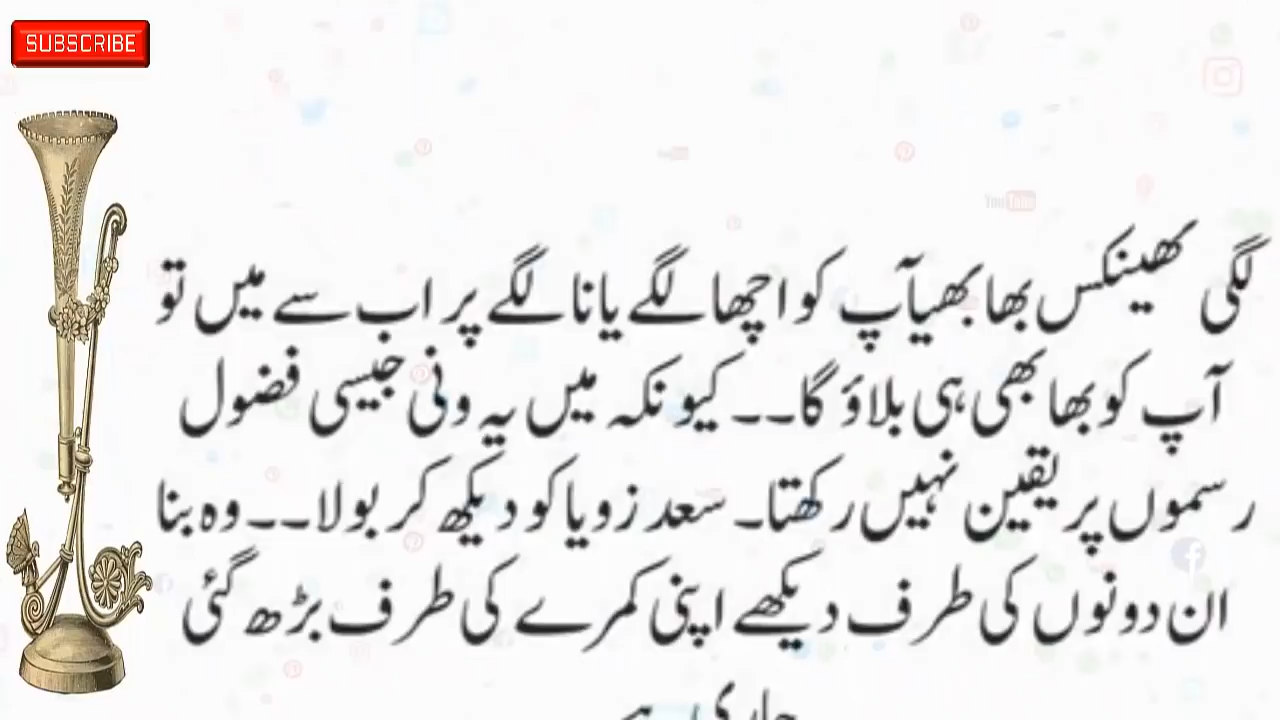 SUBSCRIBE
لگی تھینکس بھابھی آپ کو اچھا لگے یا نا لگے پر اب سے میں تو
آپ کو بھابھی ہی بلاؤ گا۔۔ کیونکہ میں یہ ونی جیسی فضول
رسموں پر یقین نہیں رکھتا۔ سعد زویا کو دیکھ کر بولا۔۔ وہ بنا
ان دونوں کی طرف دیکھے اپنی کمرے کی طرف بڑھ گئی